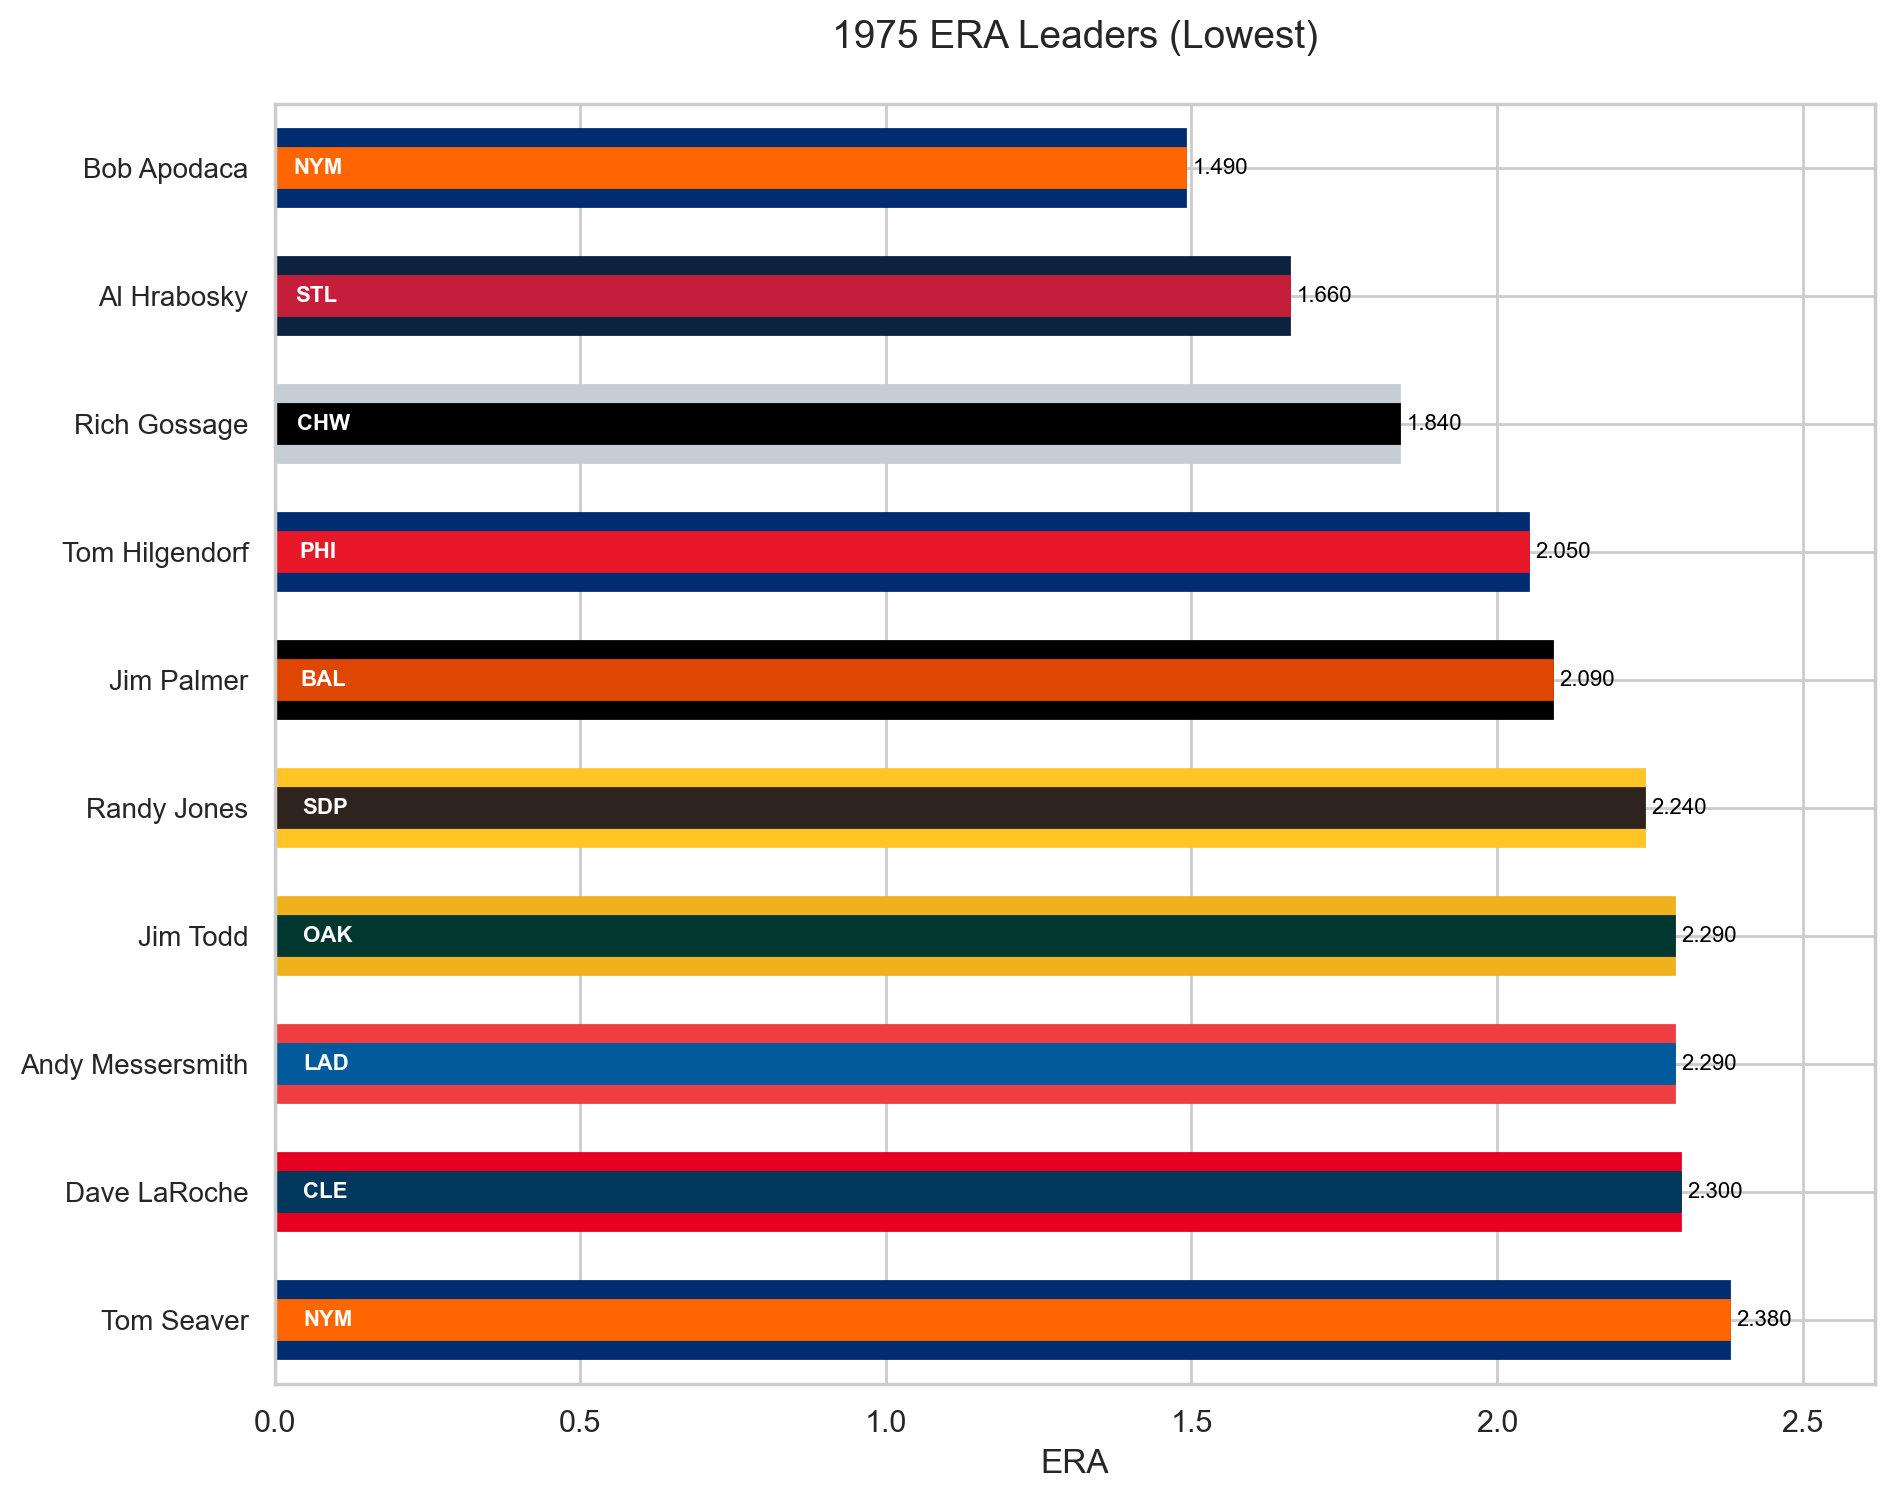 1975 ERA Leaders (Lowest)
Bob Apodaca NYM 1.490
Al Hrabosky STL 1.660
Rich Gossage CHW 1.840
Tom Hilgendorf PHI 2.050
Jim Palmer BAL 2.090
Randy Jones SDP 2.240
Jim Todd OAK 2.290
Andy Messersmith LAD 2.290
Dave LaRoche CLE 2.300
Tom Seaver NYM 2.380
0.0 0.5 1.0 1.5 2.0 2.5
ERA